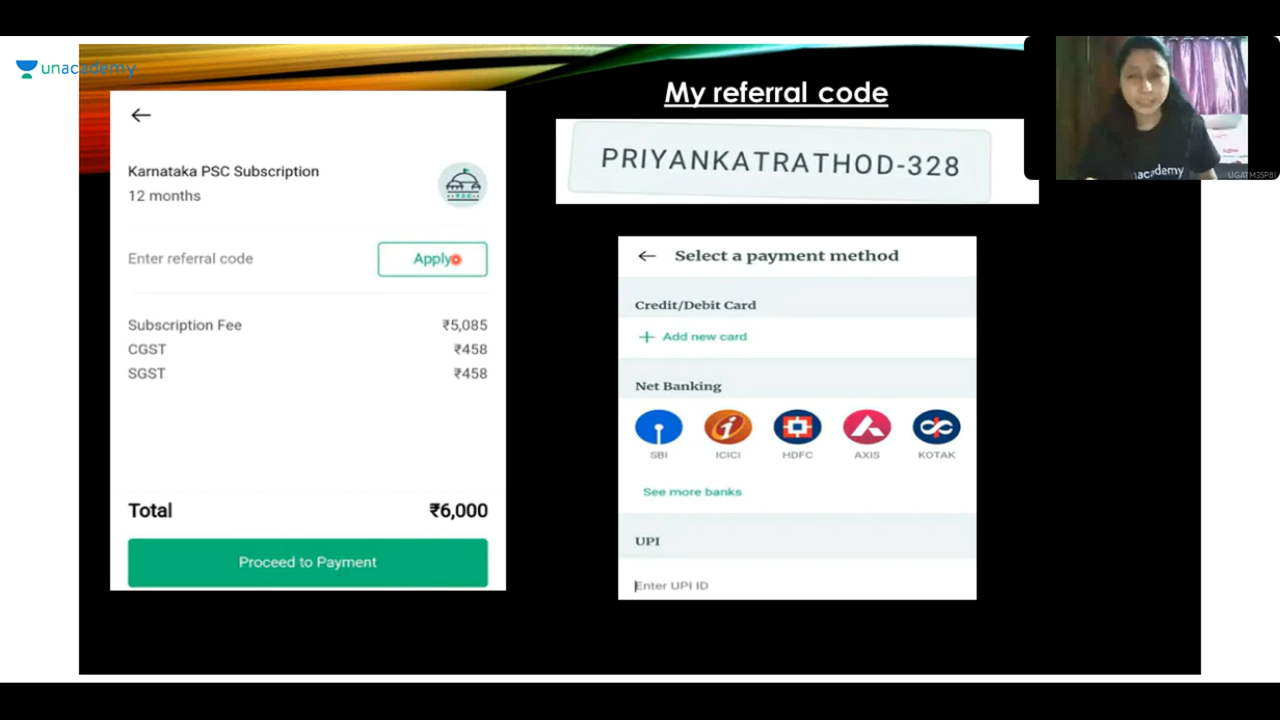 unacademy
My referral code
PRIYANKATRATHOD-328
Karnataka PSC Subscription
12 months
Enter referral code
Apply
Subscription Fee ₹5,085
CGST ₹458
SGST ₹458
Total ₹6,000
Proceed to Payment
Select a payment method
Credit/Debit Card
+ Add new card
Net Banking
SBI ICICI HDFC AXIS KOTAK
See more banks
UPI
Enter UPI ID
unacademy